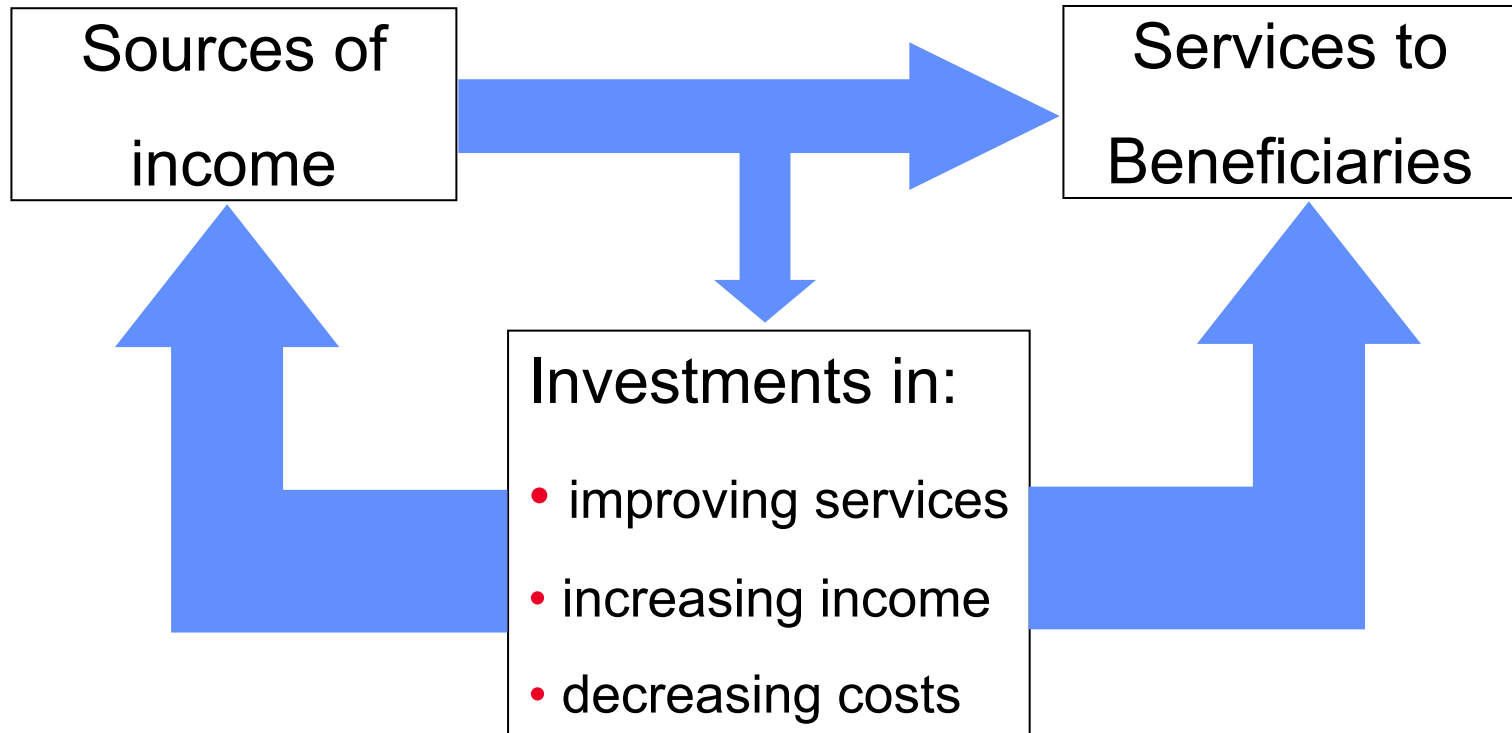 Sources of
income
Services to
Beneficiaries
Investments in:
• improving services
• increasing income
• decreasing costs